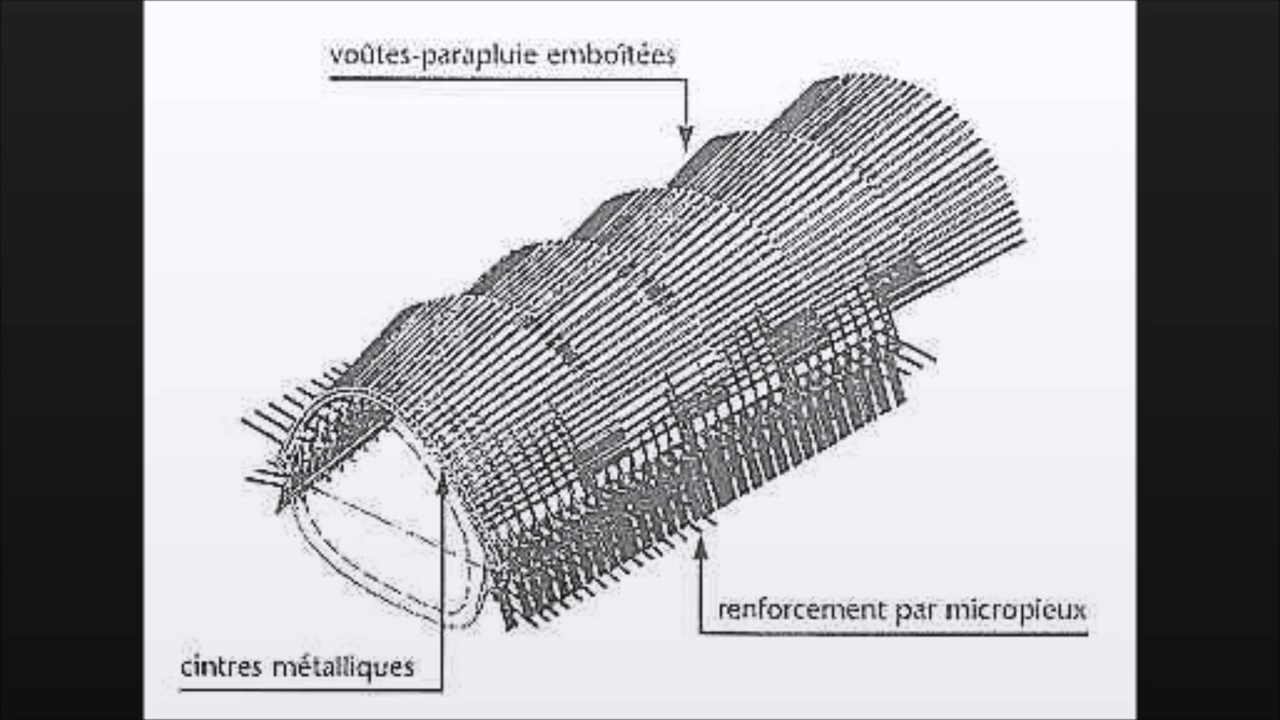 voûtes-parapluie emboîtées
renforcement par micropieux
cintres métalliques